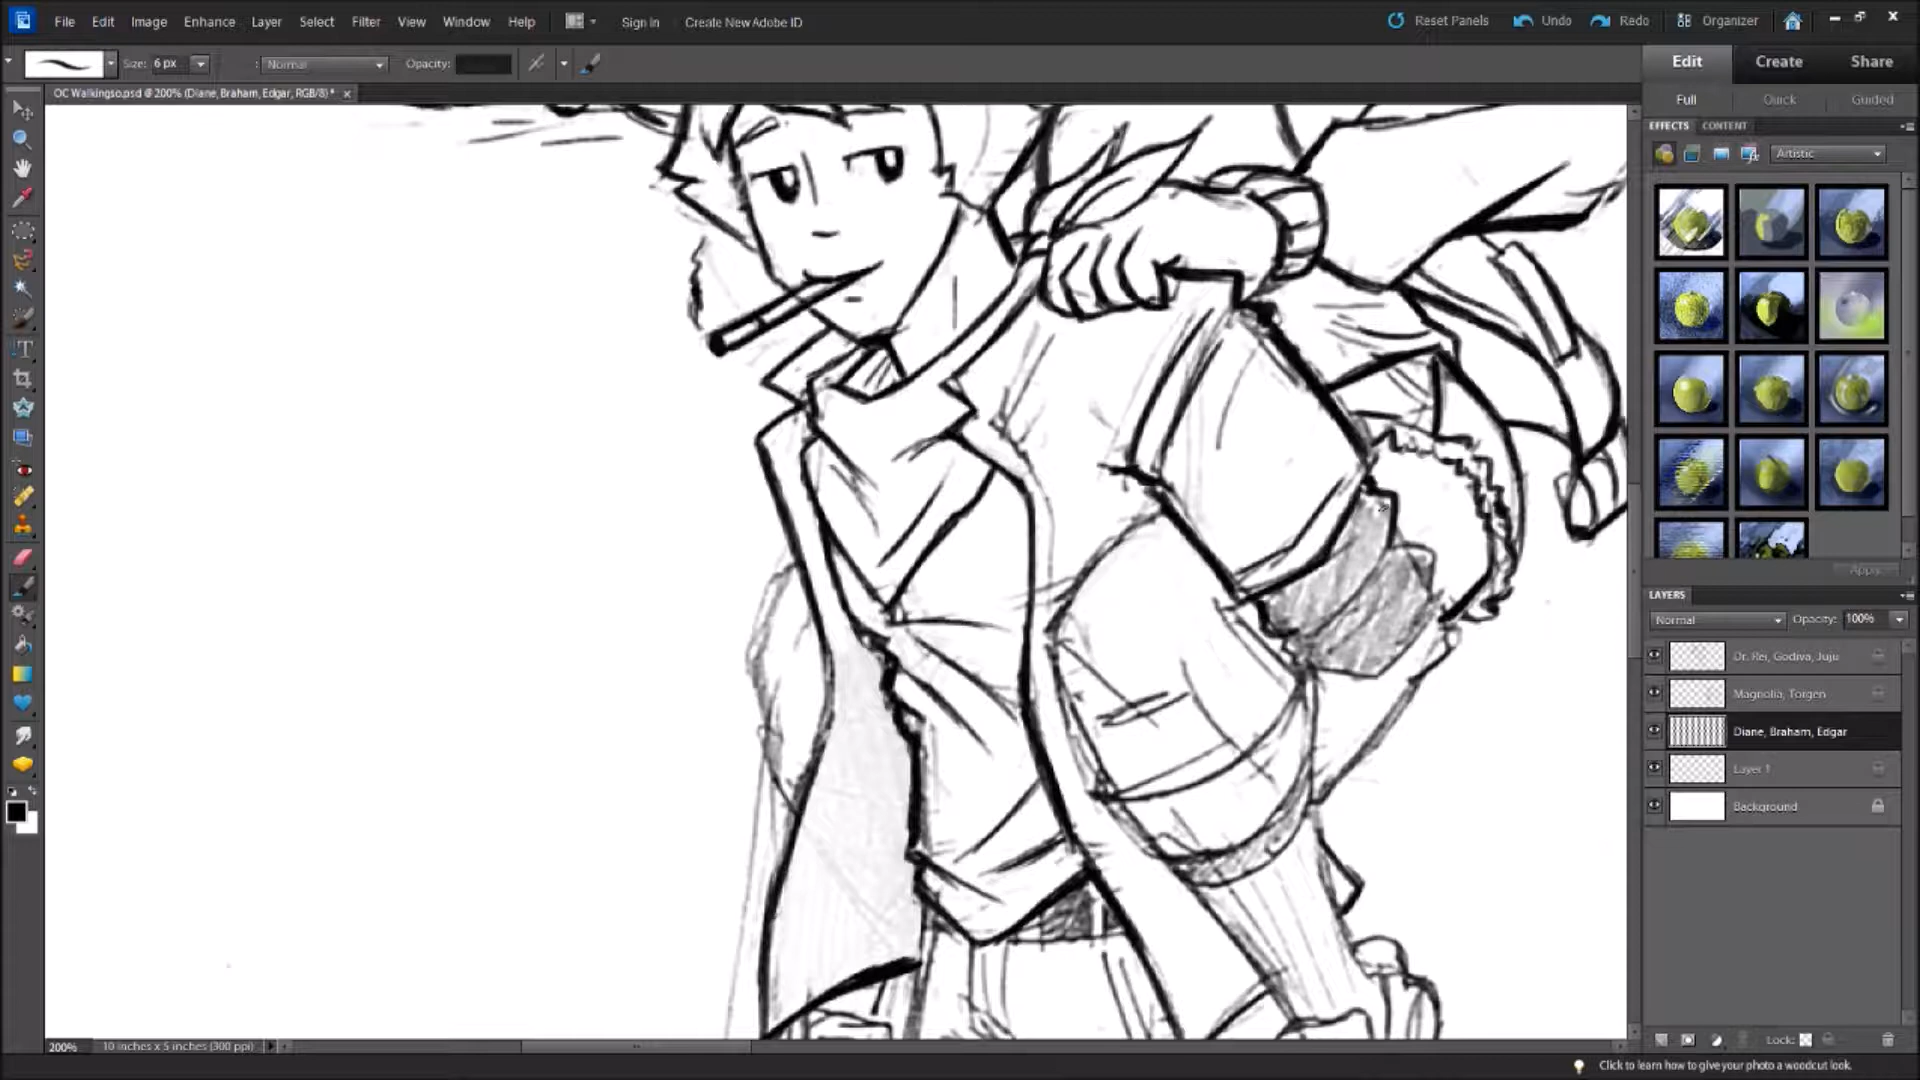 File Edit Image Enhance Layer Select Filter View Window Help Sign In Create New Adobe ID Reset Panels Undo Redo Organizer
Size: 6 px : Normal Opacity: Edit Create Share
OC Walkingso.psd @ 200% (Diane, Braham, Edgar, RGB/8) * Full Quick Guided
EFFECTS CONTENT
Artistic
Apply
LAYERS
Normal Opacity: 100%
Dr. Rei, Godiva, Juju
Magnolia, Torgen
Diane, Braham, Edgar
Layer 1
Background
Lock:
200% 10 inches x 5 inches (300 ppi)
Click to learn how to give your photo a woodcut look.